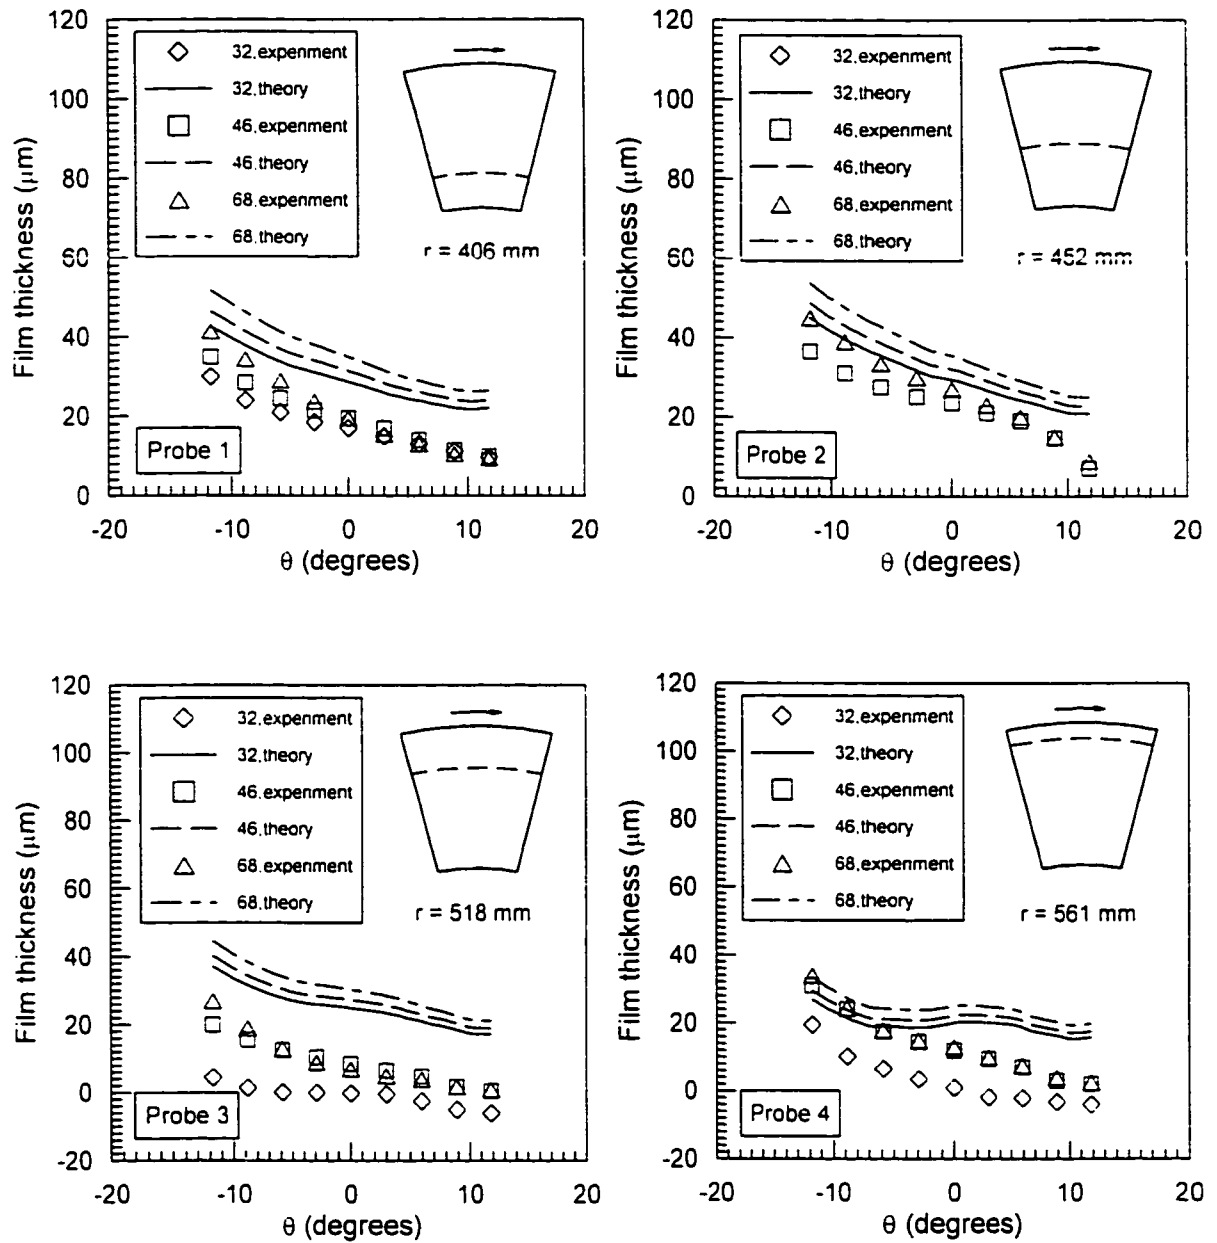 120
100
80
60
40
20
0
Film thickness (μm)
32.expenment
32.theory
46.expenment
46.theory
68.expenment
68.theory
r = 406 mm
Probe 1
-20 -10 0 10 20
θ (degrees)
120
100
80
60
40
20
0
Film thickness (μm)
32.expenment
32.theory
46.expenment
46.theory
68.expenment
68.theory
r = 452 mm
Probe 2
-20 -10 0 10 20
θ (degrees)
120
100
80
60
40
20
0
-20
Film thickness (μm)
32.expenment
32.theory
46.expenment
46.theory
68.expenment
68.theory
r = 518 mm
Probe 3
-20 -10 0 10 20
θ (degrees)
120
100
80
60
40
20
0
-20
Film thickness (μm)
32.expenment
32.theory
46.expenment
46.theory
68.expenment
68.theory
r = 561 mm
Probe 4
-20 -10 0 10 20
θ (degrees)